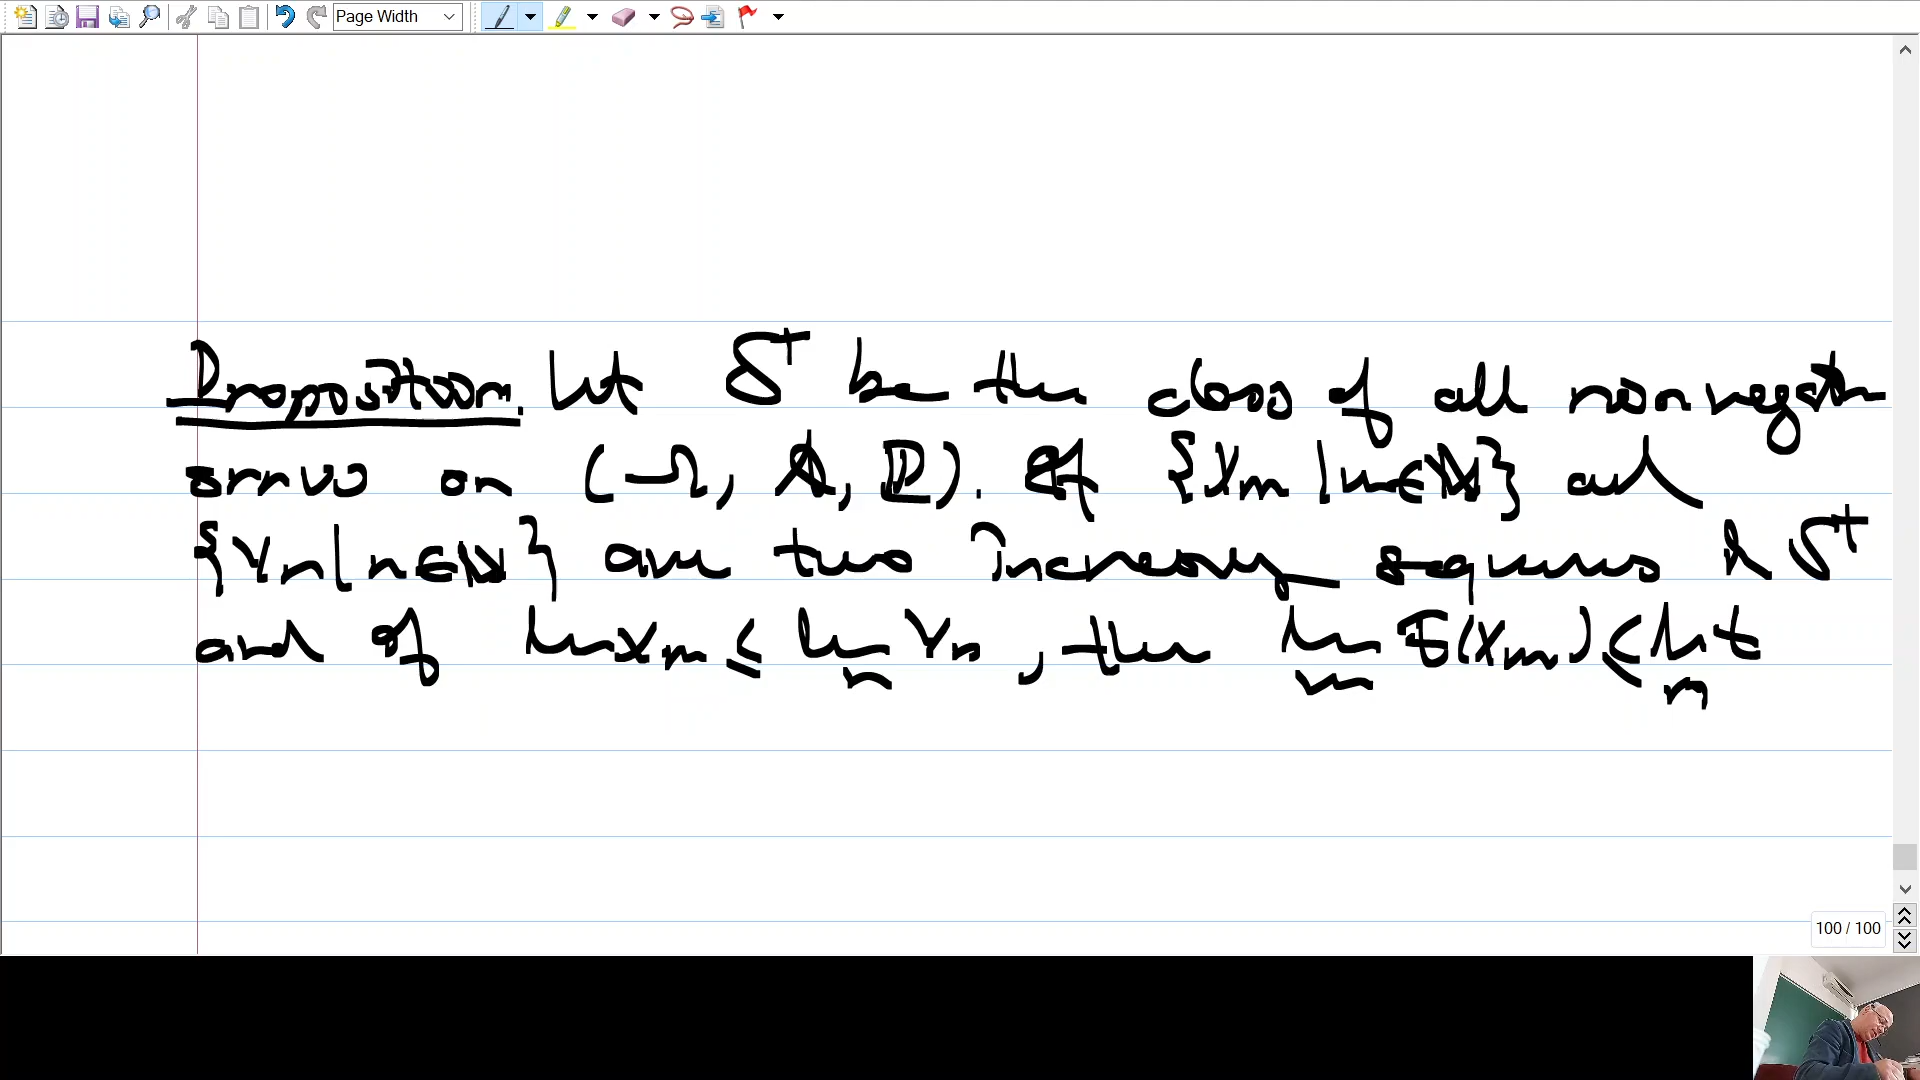 Page Width
Proposition. Let S⁺ be the class of all nonnegative
srrvs on (Ω, A, P). If {Xm | m∈N} and
{Yn | n∈N} are two increasing sequences in S⁺
and if lim Xm ≤ lim Yn, then lim E(Xm) ≤ lim E
n m n
100 / 100